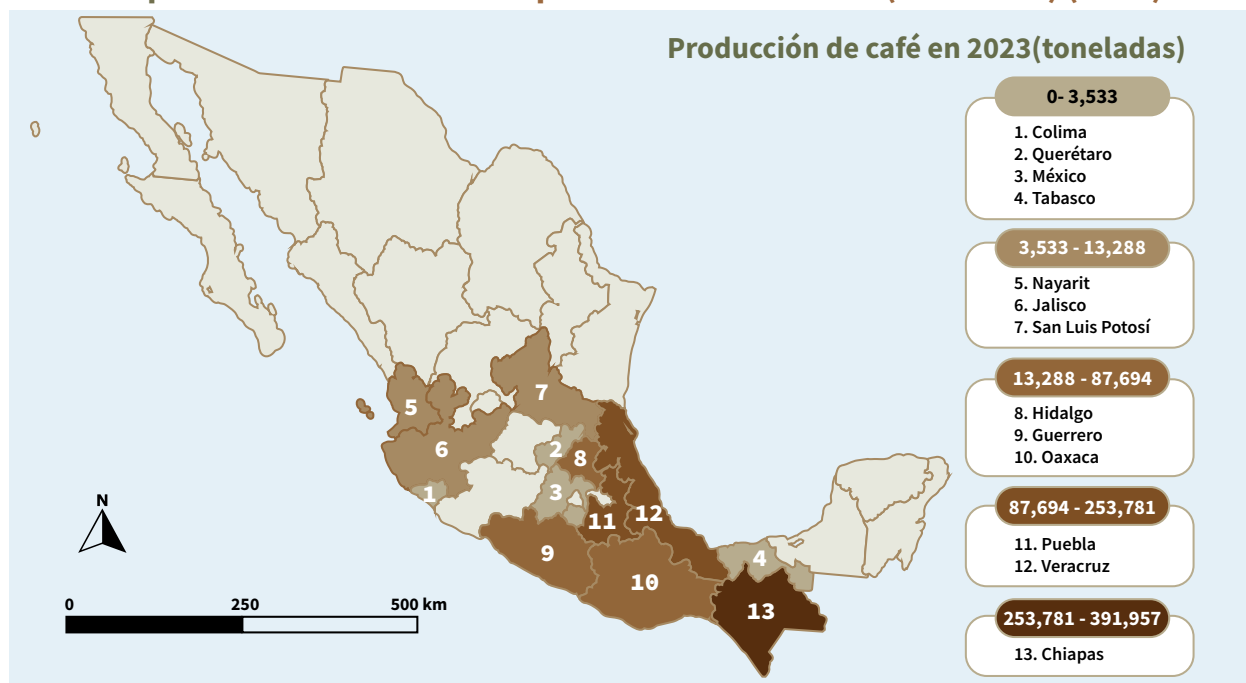 Producción de café en 2023(toneladas)
0- 3,533
1. Colima
2. Querétaro
3. México
4. Tabasco
3,533 - 13,288
5. Nayarit
6. Jalisco
7. San Luis Potosí
13,288 - 87,694
8. Hidalgo
9. Guerrero
10. Oaxaca
87,694 - 253,781
11. Puebla
12. Veracruz
253,781 - 391,957
13. Chiapas
7
5
6
2
8
1
3
11
12
9
10
4
13
N
0 250 500 km